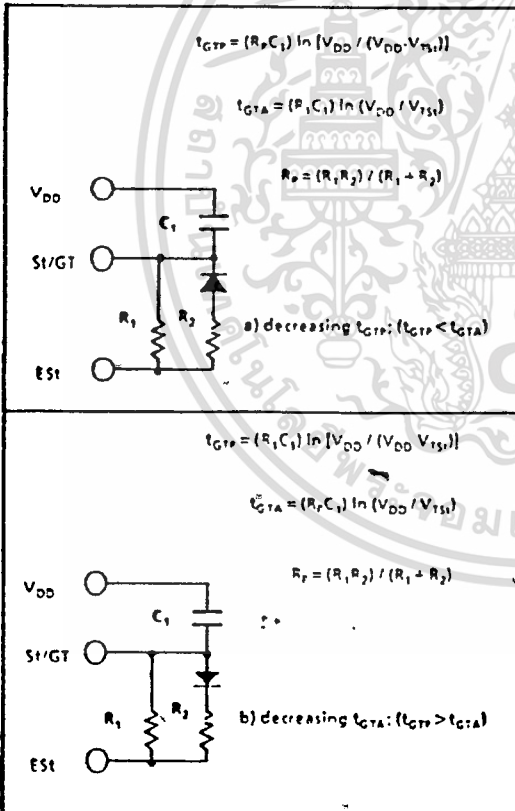 t_GTP = (R_P C_1) ln [V_DD / (V_DD-V_TSt)]
t_GTA = (R_1 C_1) ln (V_DD / V_TSt)
R_P = (R_1 R_2) / (R_1 + R_2)
V_DD
C_1
St/GT
R_1 R_2
a) decreasing t_GTP: (t_GTP < t_GTA)
ESt
t_GTP = (R_1 C_1) ln [V_DD / (V_DD V_TSt)]
t_GTA = (R_P C_1) ln (V_DD / V_TSt)
R_P = (R_1 R_2) / (R_1 + R_2)
V_DD
C_1
St/GT
R_1 R_2
b) decreasing t_GTA: (t_GTP > t_GTA)
ESt